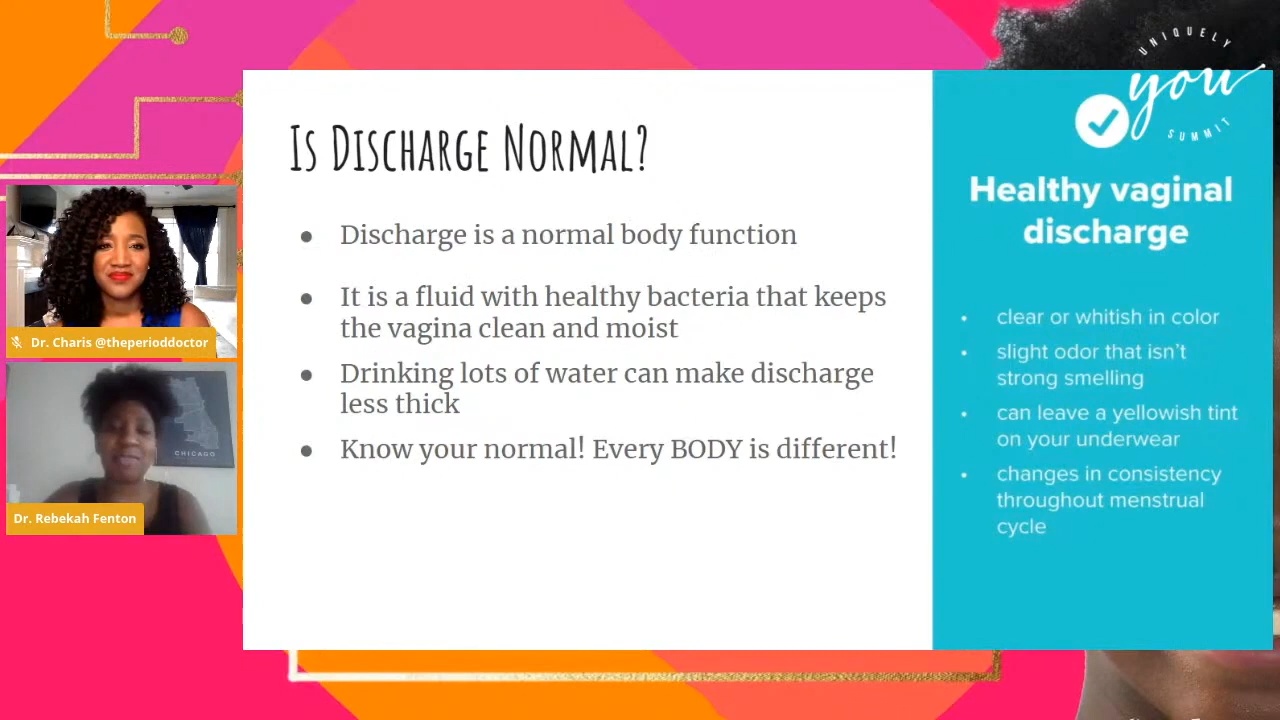 UNIQUELY
you
SUMMIT
Is Discharge Normal?
● Discharge is a normal body function
● It is a fluid with healthy bacteria that keeps
the vagina clean and moist
● Drinking lots of water can make discharge
less thick
● Know your normal! Every BODY is different!
Healthy vaginal
discharge
• clear or whitish in color
• slight odor that isn't
strong smelling
• can leave a yellowish tint
on your underwear
• changes in consistency
throughout menstrual
cycle
Dr. Charis @theperioddoctor
CHICAGO
Dr. Rebekah Fenton